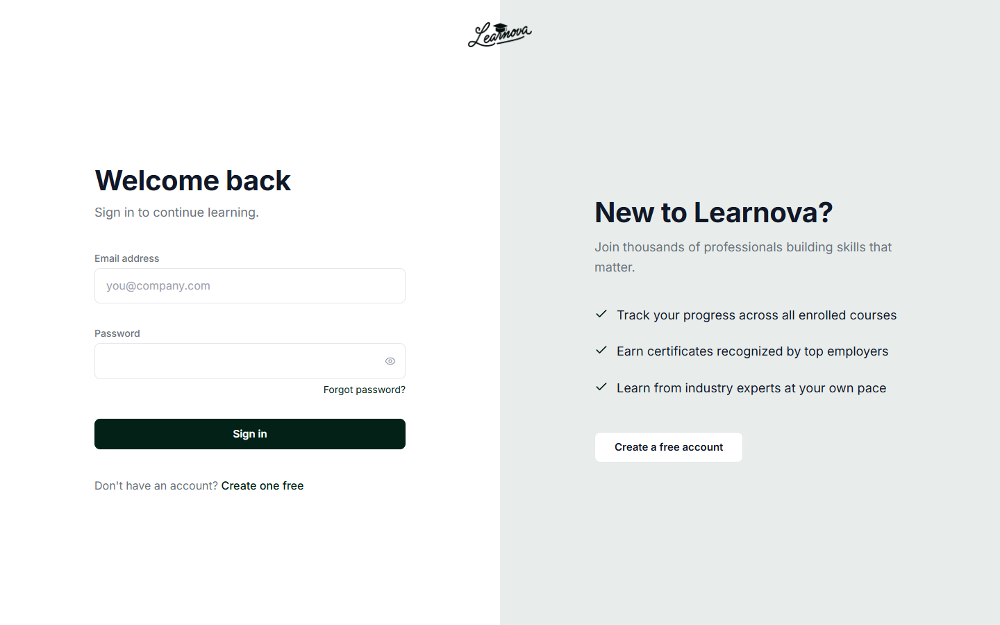 Learnova
Welcome back
Sign in to continue learning.
Email address
you@company.com
Password
Forgot password?
Sign in
Don't have an account? Create one free
New to Learnova?
Join thousands of professionals building skills that
matter.
Track your progress across all enrolled courses
Earn certificates recognized by top employers
Learn from industry experts at your own pace
Create a free account